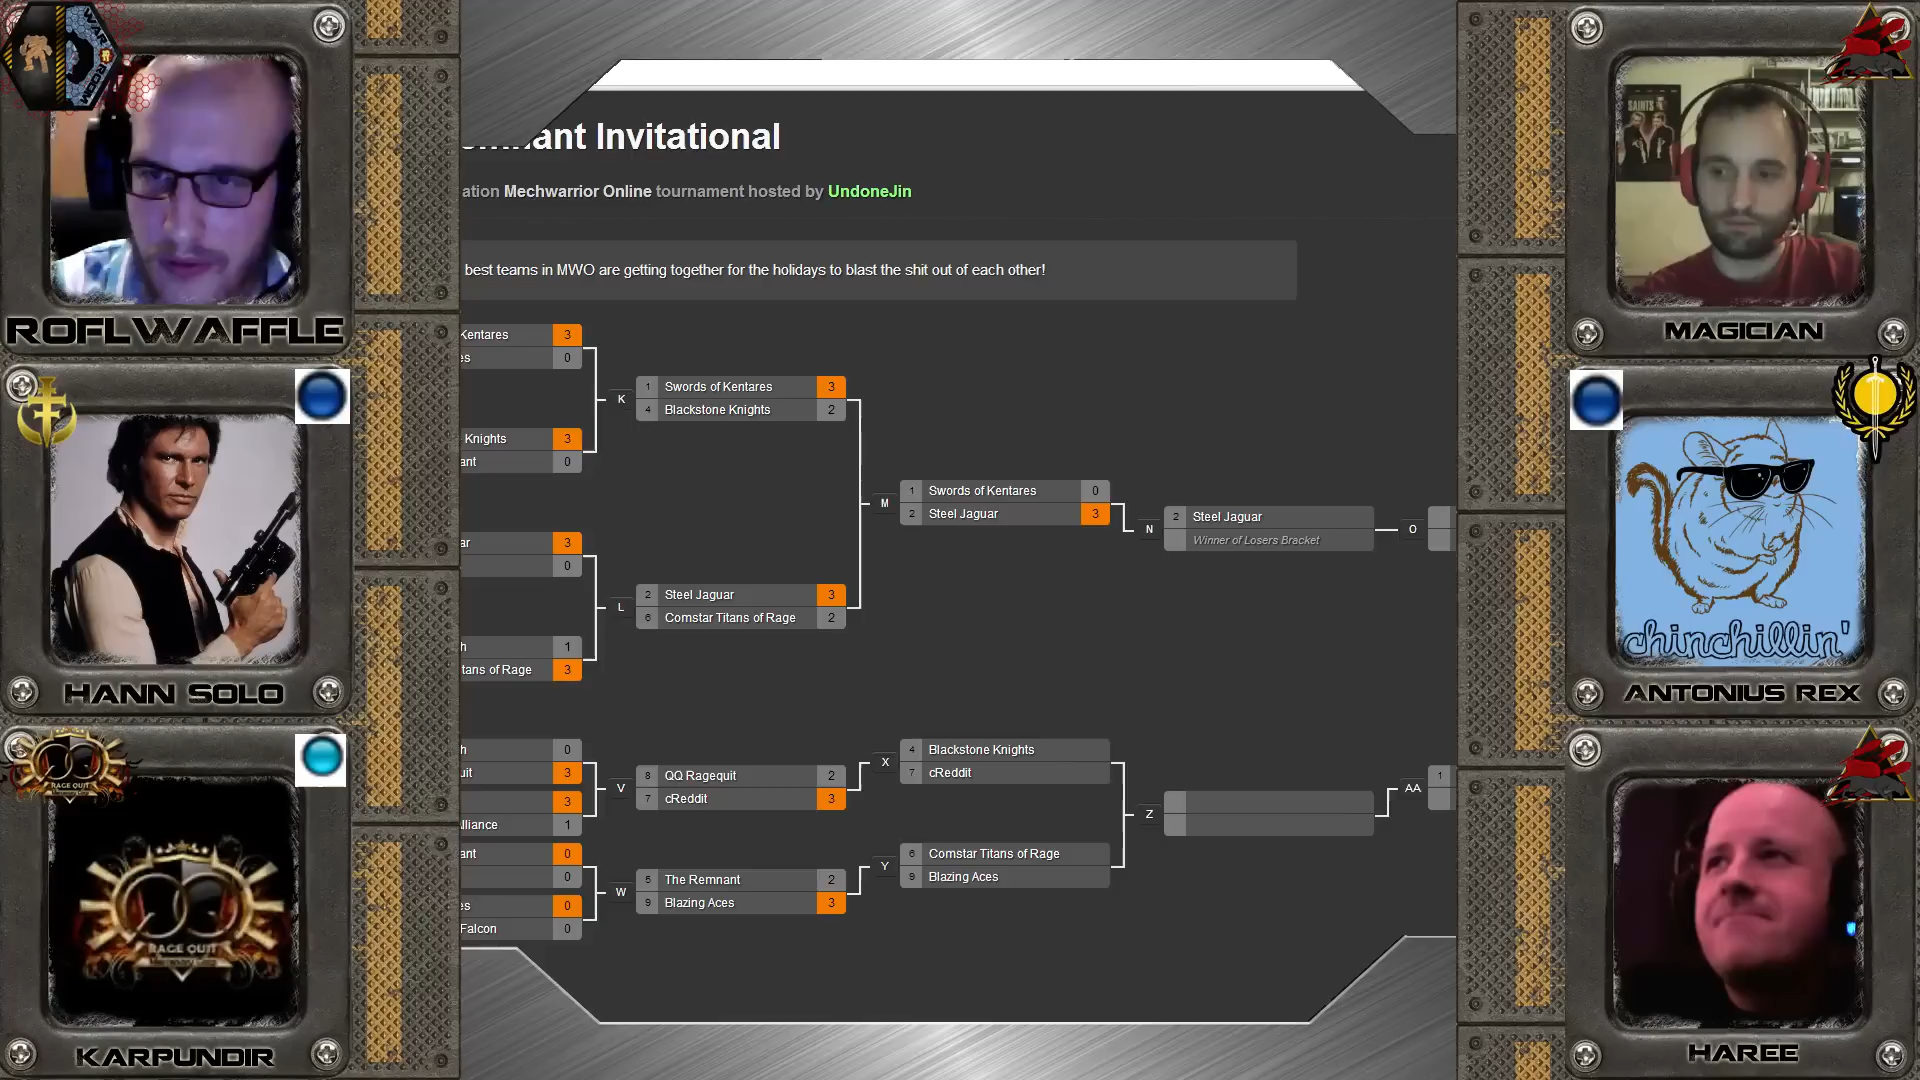 mnant Invitational
ation Mechwarrior Online tournament hosted by UndoneJin
best teams in MWO are getting together for the holidays to blast the shit out of each other!
Kentares 3
es 0
Knights 3
ant 0
ar 3
0
h 1
tans of Rage 3
K
1 Swords of Kentares 3
4 Blackstone Knights 2
L
2 Steel Jaguar 3
6 Comstar Titans of Rage 2
M
1 Swords of Kentares 0
2 Steel Jaguar 3
N
2 Steel Jaguar
Winner of Losers Bracket
O
h 0
uit 3
3
lliance 1
ant 0
0
es 0
Falcon 0
V
8 QQ Ragequit 2
7 cReddit 3
W
5 The Remnant 2
9 Blazing Aces 3
X
4 Blackstone Knights
7 cReddit
Y
6 Comstar Titans of Rage
9 Blazing Aces
Z
AA
1
ROFLWAFFLE
HANN SOLO
RAGE QUIT
RAGE QUIT
KARPUNDIR
SAINTS
MAGICIAN
chinchillin'
ANTONIUS REX
HAREE